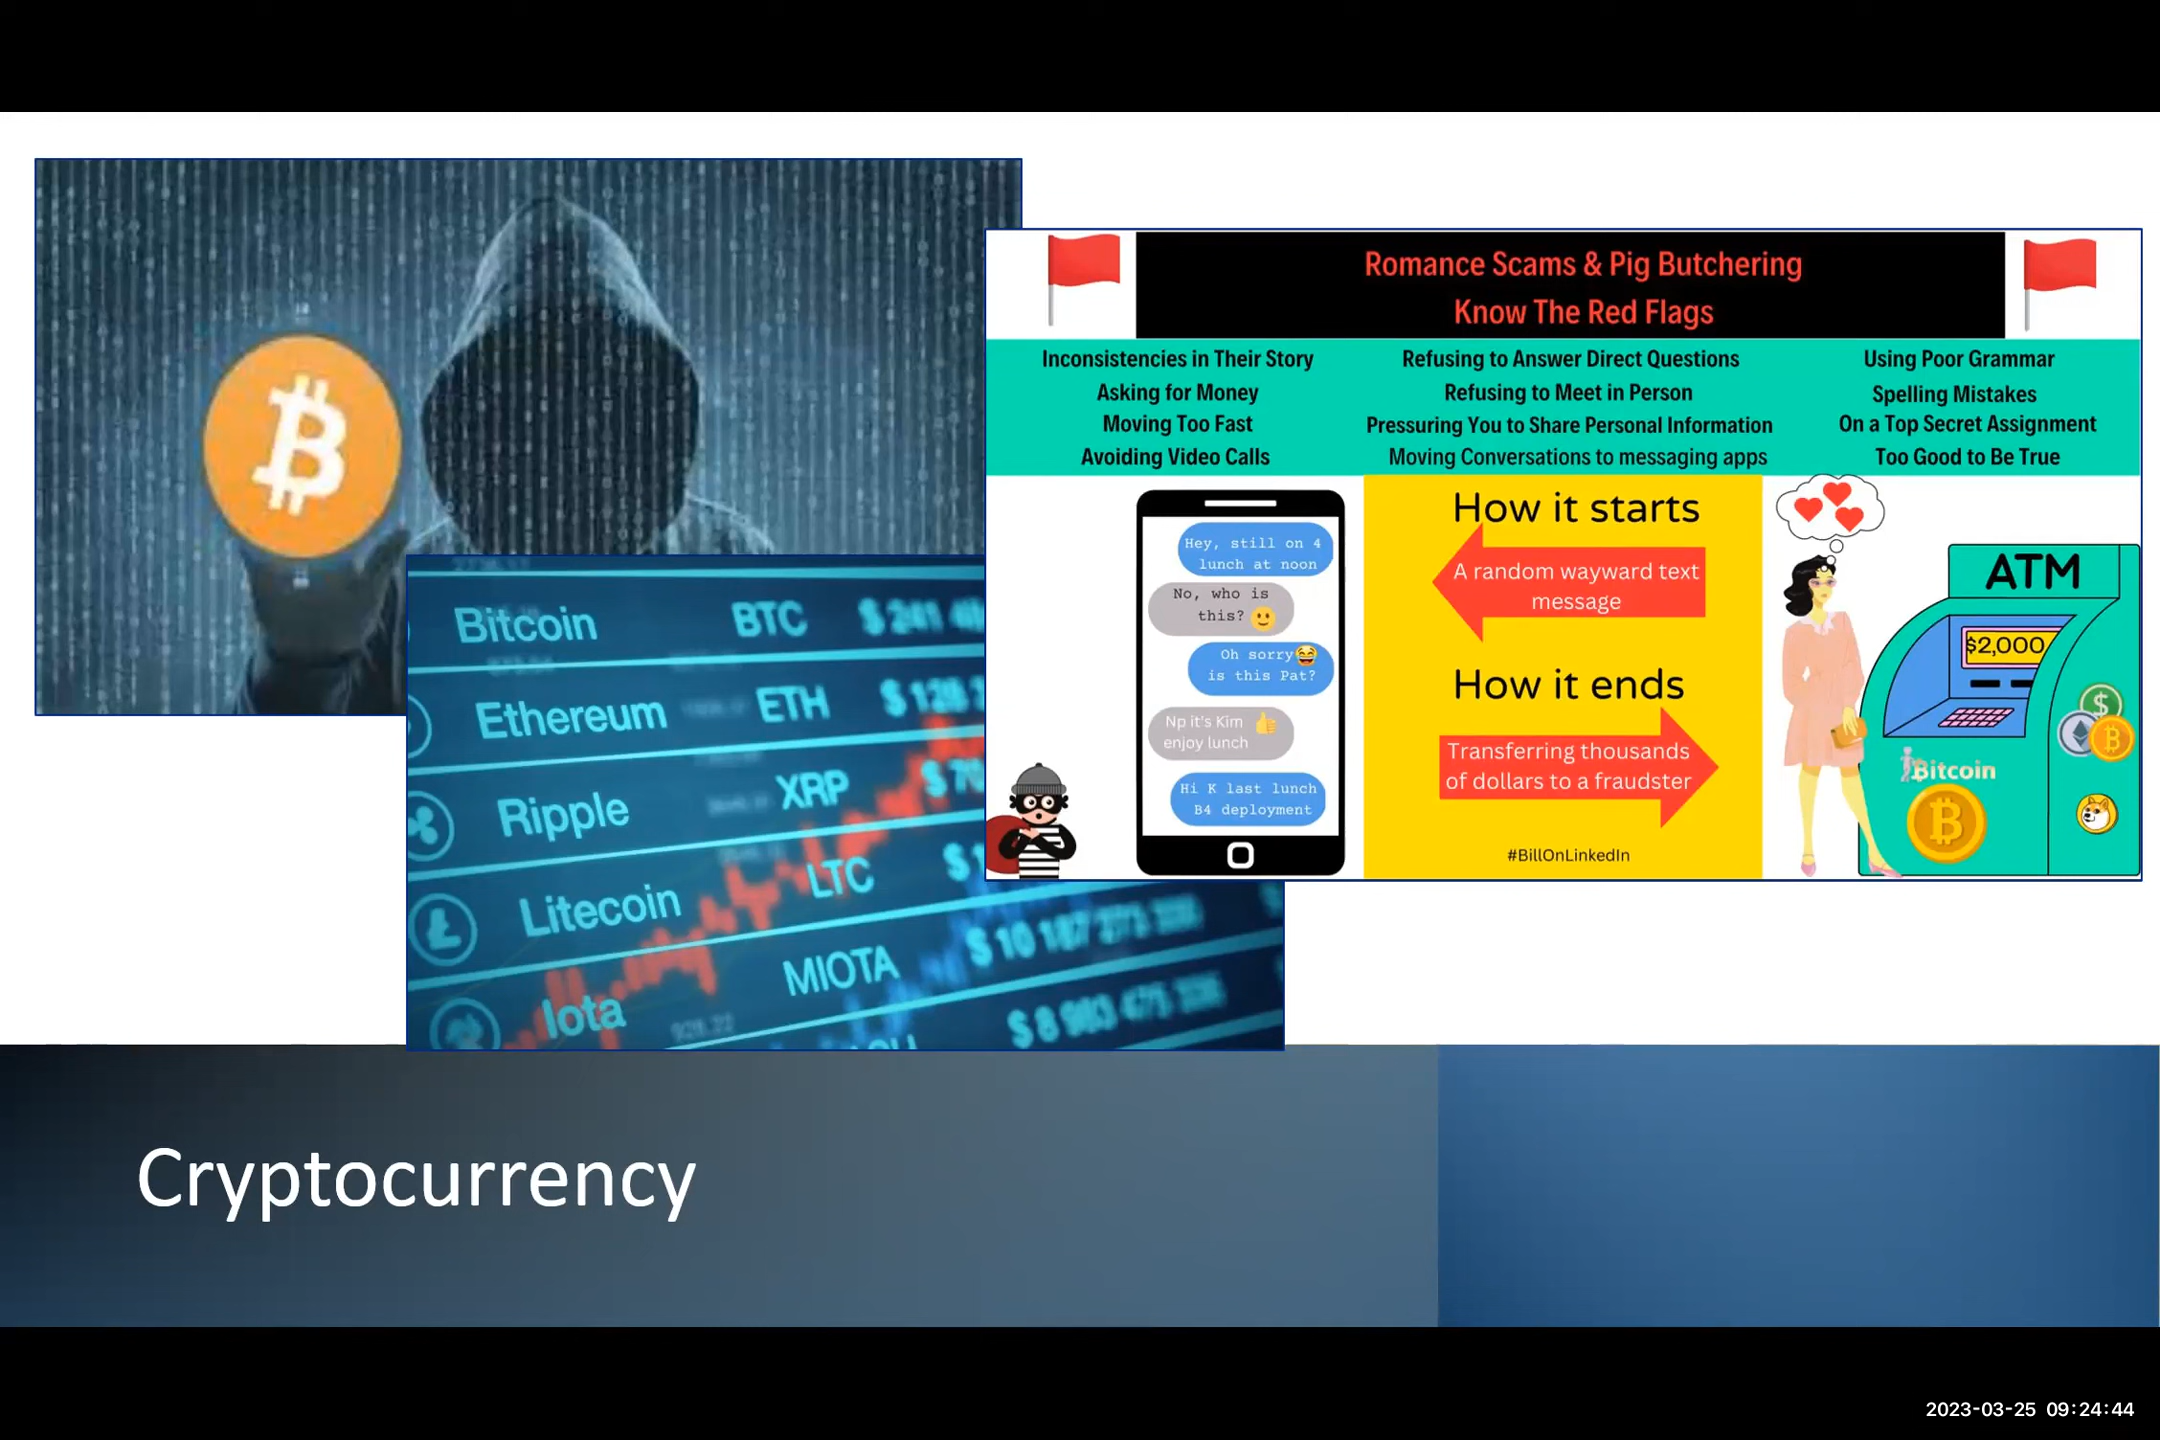 Romance Scams & Pig Butchering
Know The Red Flags
Inconsistencies in Their Story
Asking for Money
Moving Too Fast
Avoiding Video Calls
Refusing to Answer Direct Questions
Refusing to Meet in Person
Pressuring You to Share Personal Information
Moving Conversations to messaging apps
Using Poor Grammar
Spelling Mistakes
On a Top Secret Assignment
Too Good to Be True
Hey, still on 4
lunch at noon
No, who is
this?
Oh sorry
is this Pat?
Np it's Kim
enjoy lunch
Hi K last lunch
B4 deployment
How it starts
A random wayward text
message
How it ends
Transferring thousands
of dollars to a fraudster
#BillOnLinkedIn
ATM
$2,000
Bitcoin
Bitcoin BTC
Ethereum ETH
Ripple XRP
Litecoin LTC
Iota MIOTA
Cryptocurrency
2023-03-25 09:24:44